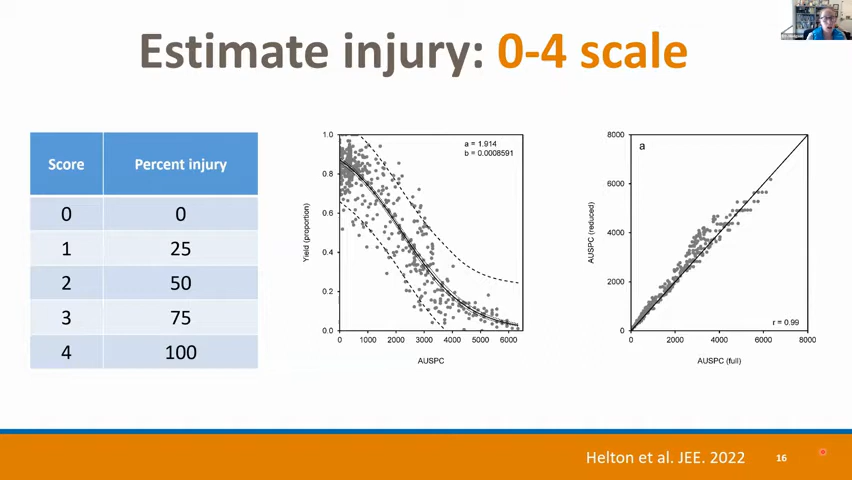 Estimate injury: 0-4 scale
Score Percent injury
0 0
1 25
2 50
3 75
4 100
1.0
0.8
0.6
0.4
0.2
0.0
Yield (proportion)
a = 1.914
b = 0.0008591
0 1000 2000 3000 4000 5000 6000
AUSPC
8000
6000
4000
2000
0
AUSPC (reduced)
a
r = 0.99
0 2000 4000 6000 8000
AUSPC (full)
Helton et al. JEE. 2022 16